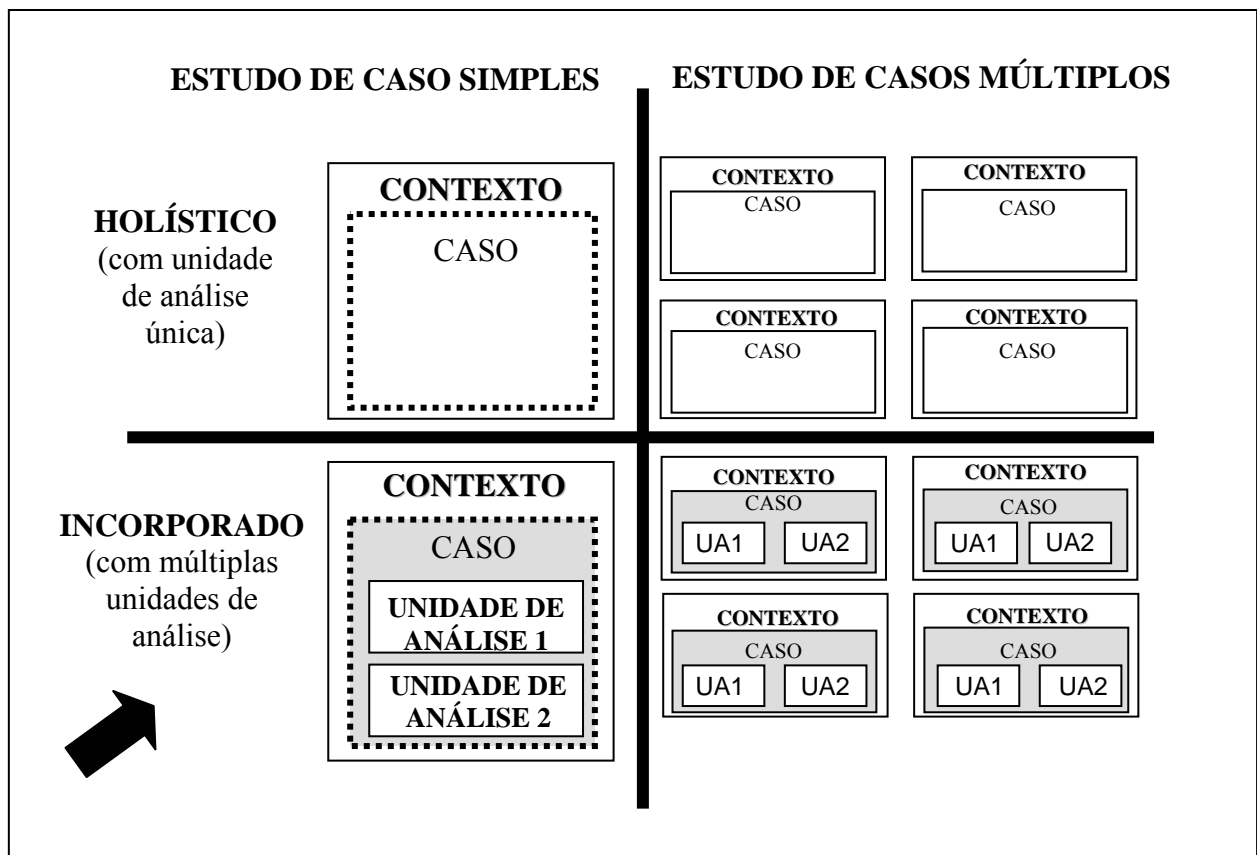 ESTUDO DE CASO SIMPLES
ESTUDO DE CASOS MÚLTIPLOS
HOLÍSTICO
(com unidade
de análise
única)
CONTEXTO
CASO
CONTEXTO
CASO
CONTEXTO
CASO
CONTEXTO
CASO
CONTEXTO
CASO
INCORPORADO
(com múltiplas
unidades de
análise)
CONTEXTO
CASO
UNIDADE DE
ANÁLISE 1
UNIDADE DE
ANÁLISE 2
CONTEXTO
CASO
UA1 UA2
CONTEXTO
CASO
UA1 UA2
CONTEXTO
CASO
UA1 UA2
CONTEXTO
CASO
UA1 UA2